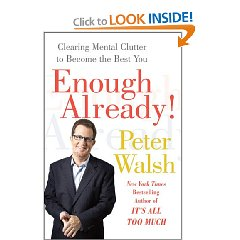 Click to
LOOK INSIDE!
Clearing Mental Clutter
to Become the Best You
Enough
Already!
Peter
Walsh
New York Times
Bestselling
Author of
IT'S ALL
TOO MUCH